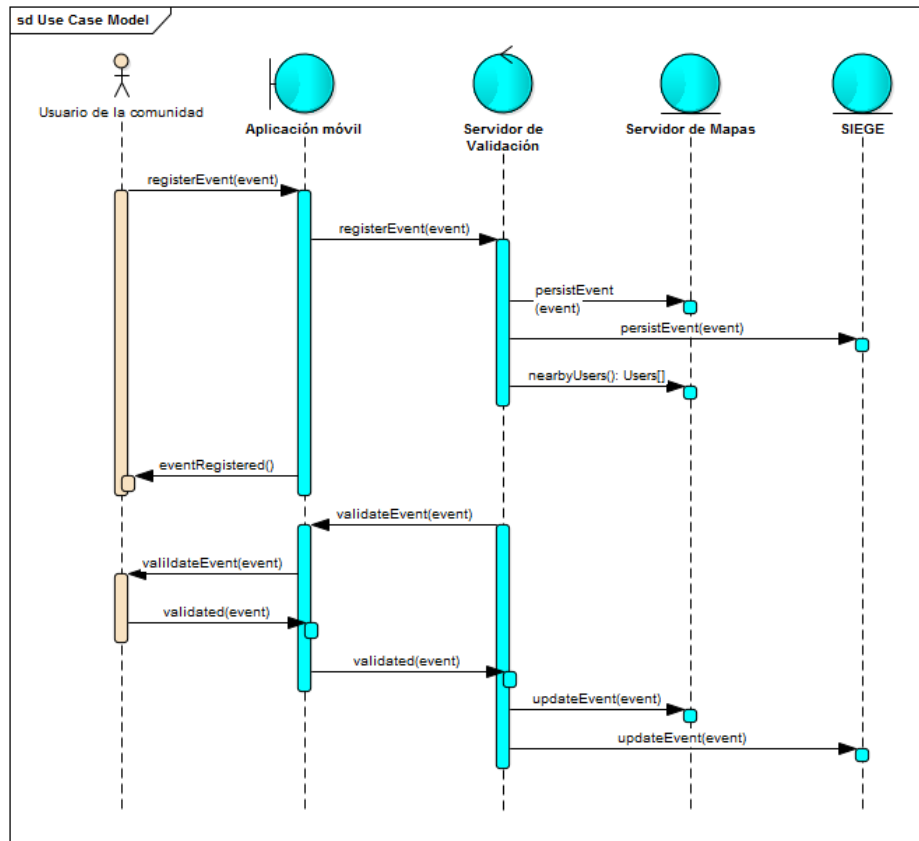 sd Use Case Model
Usuario de la comunidad
Aplicación móvil
Servidor de
Validación
Servidor de Mapas
SIEGE
registerEvent(event)
registerEvent(event)
persistEvent
(event)
persistEvent(event)
nearbyUsers(): Users[]
eventRegistered()
validateEvent(event)
valildateEvent(event)
validated(event)
validated(event)
updateEvent(event)
updateEvent(event)